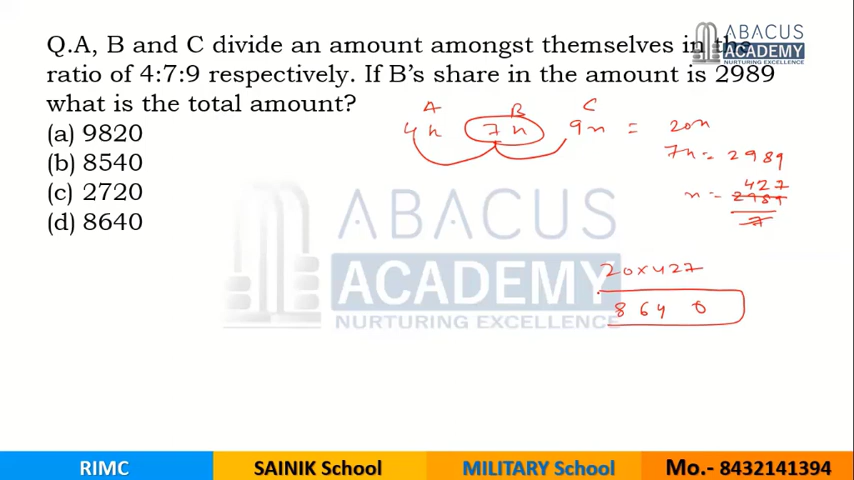 Q.A, B and C divide an amount amongst themselves in the
ratio of 4:7:9 respectively. If B's share in the amount is 2989
what is the total amount?
(a) 9820
(b) 8540
(c) 2720
(d) 8640
A B C
4n 7n 9n = 20n
7n = 2989
427
n = 2989
7
20×427
8640
ABACUS
ACADEMY
NURTURING EXCELLENCE
ABACUS
ACADEMY
NURTURING EXCELLENCE
RIMC SAINIK School MILITARY School Mo.- 8432141394